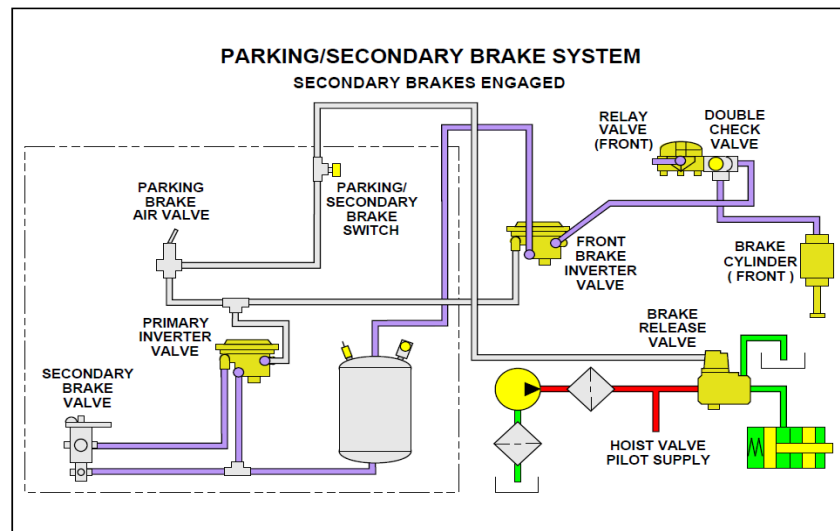 PARKING/SECONDARY BRAKE SYSTEM
SECONDARY BRAKES ENGAGED
RELAY
VALVE
(FRONT)
DOUBLE
CHECK
VALVE
PARKING
BRAKE
AIR VALVE
PARKING/
SECONDARY
BRAKE
SWITCH
FRONT
BRAKE
INVERTER
VALVE
BRAKE
CYLINDER
( FRONT )
PRIMARY
INVERTER
VALVE
BRAKE
RELEASE
VALVE
SECONDARY
BRAKE
VALVE
HOIST VALVE
PILOT SUPPLY